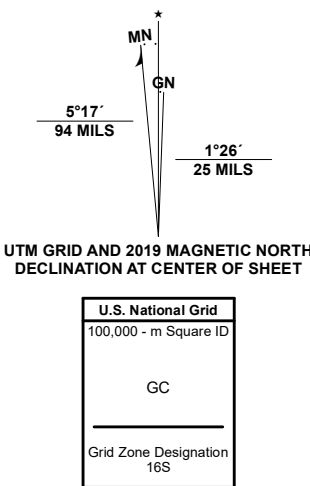 ★
MN
GN
5°17´
94 MILS
1°26´
25 MILS
UTM GRID AND 2019 MAGNETIC NORTH
DECLINATION AT CENTER OF SHEET
U.S. National Grid
100,000 - m Square ID
GC
Grid Zone Designation
16S